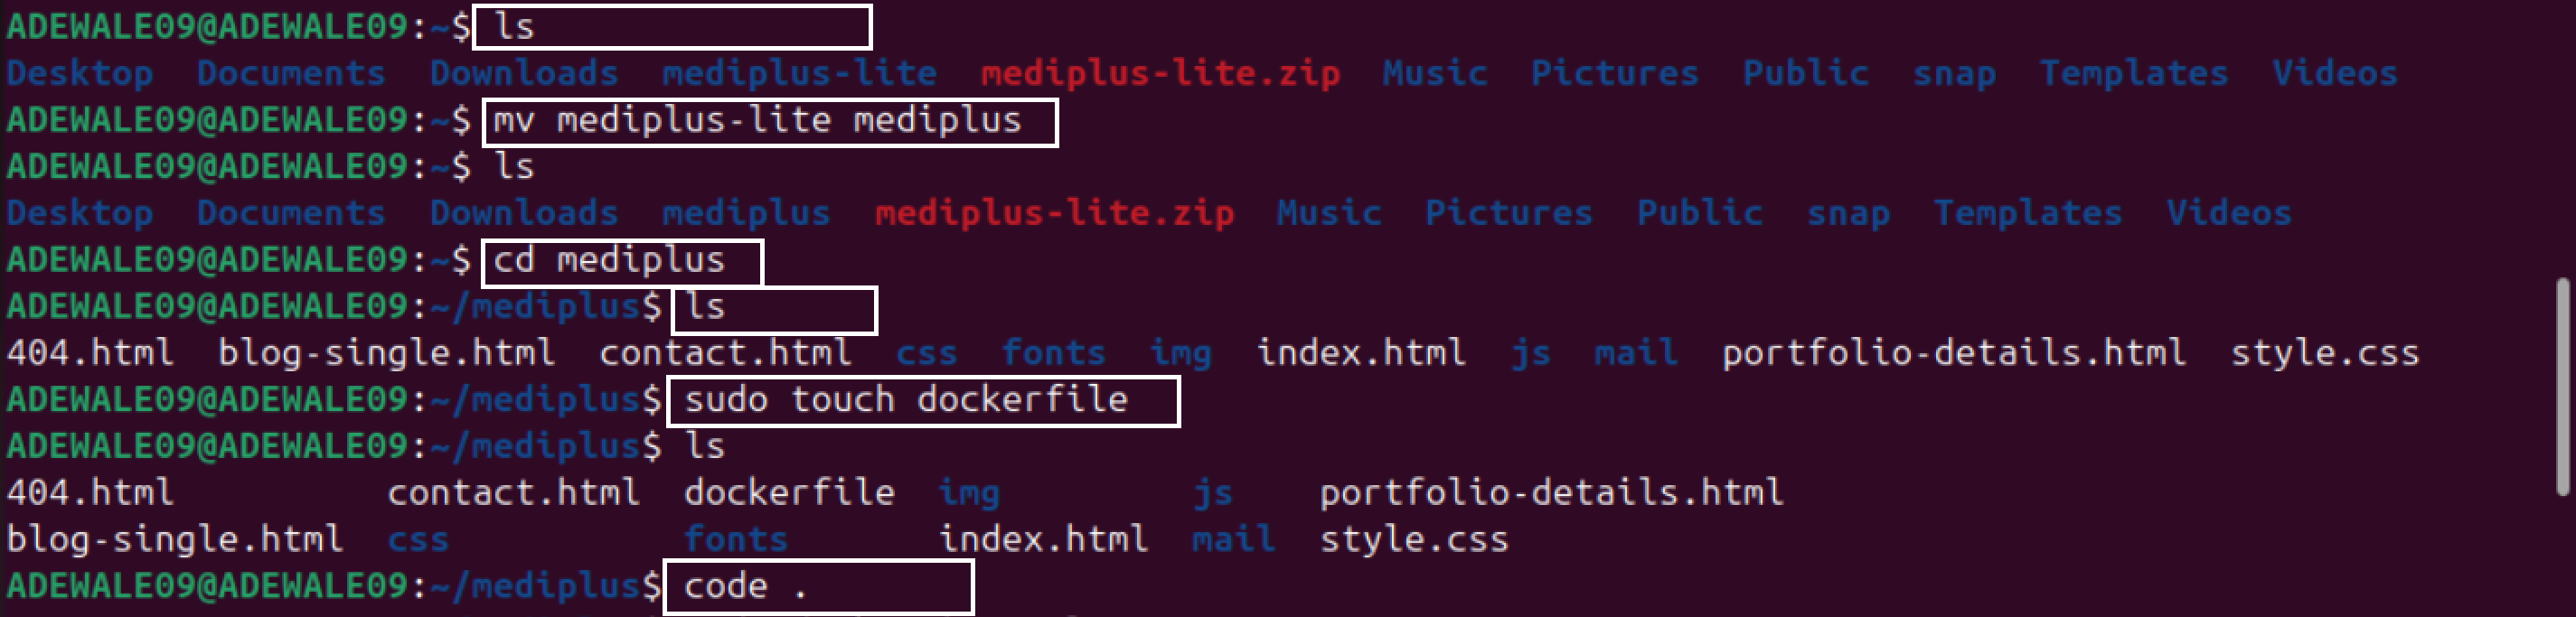 ADEWALE09@ADEWALE09:~$ ls
Desktop  Documents  Downloads  mediplus-lite  mediplus-lite.zip  Music  Pictures  Public  snap  Templates  Videos
ADEWALE09@ADEWALE09:~$ mv mediplus-lite mediplus
ADEWALE09@ADEWALE09:~$ ls
Desktop  Documents  Downloads  mediplus  mediplus-lite.zip  Music  Pictures  Public  snap  Templates  Videos
ADEWALE09@ADEWALE09:~$ cd mediplus
ADEWALE09@ADEWALE09:~/mediplus$ ls
404.html  blog-single.html  contact.html  css  fonts  img  index.html  js  mail  portfolio-details.html  style.css
ADEWALE09@ADEWALE09:~/mediplus$ sudo touch dockerfile
ADEWALE09@ADEWALE09:~/mediplus$ ls
404.html          contact.html  dockerfile  img         js    portfolio-details.html
blog-single.html  css           fonts       index.html  mail  style.css
ADEWALE09@ADEWALE09:~/mediplus$ code .